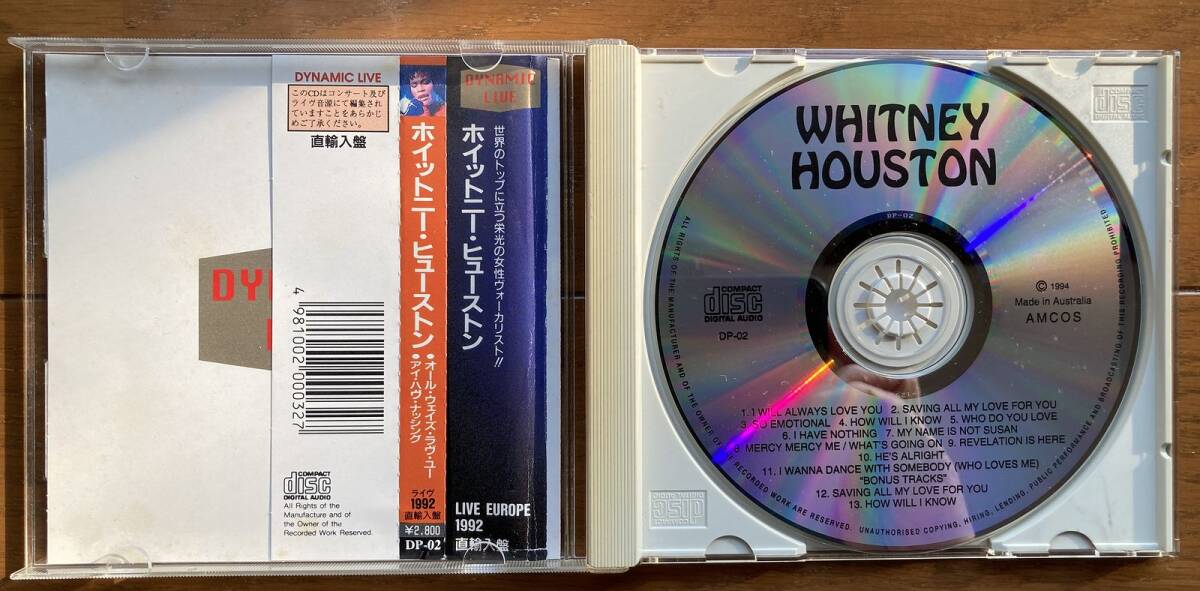 DYNAMIC LIVE
このCDはコンサート及び
ライヴ音源にて編集され
ていますことをあらかじ
めご了承ください。
直輸入盤
DY
4 981002 000327
COMPACT
disc
DIGITAL AUDIO
All Rights of the
Manufacture and of
the Owner of the
Recorded Work Reserved.
ホイットニー・ヒューストン
オール・ウェイズ・ラヴ・ユー
アイ・ハヴ・ナッシング
ライヴ
1992
直輸入盤
¥2,800
DP-02
DYNAMIC
LIVE
世界のトップに立つ栄光の女性ヴォーカリスト!!
ホイットニー・ヒューストン
LIVE EUROPE
1992
直輸入盤
WHITNEY
HOUSTON
DP-02
COMPACT
disc
DIGITAL AUDIO
DP-02
© 1994
Made in Australia
AMCOS
1. I WILL ALWAYS LOVE YOU 2. SAVING ALL MY LOVE FOR YOU
3. SO EMOTIONAL 4. HOW WILL I KNOW 5. WHO DO YOU LOVE
6. I HAVE NOTHING 7. MY NAME IS NOT SUSAN
8. MERCY MERCY ME / WHAT'S GOING ON 9. REVELATION IS HERE
10. HE'S ALRIGHT
11. I WANNA DANCE WITH SOMEBODY (WHO LOVES ME)
"BONUS TRACKS"
12. SAVING ALL MY LOVE FOR YOU
13. HOW WILL I KNOW
ALL RIGHTS OF THE MANUFACTURER AND OF THE OWNER OF THE RECORDED WORK ARE RESERVED. UNAUTHORISED COPYING, HIRING, LENDING, PUBLIC PERFORMANCE AND BROADCASTING OF THIS RECORDING PROHIBITED
COMPACT
disc
DIGITAL AUDIO
COMPACT
disc
DIGITAL AUDIO